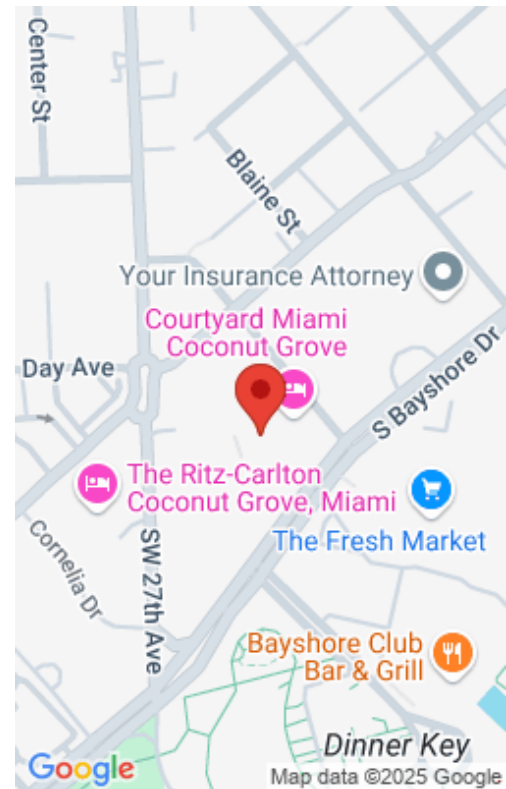 Center St
Blaine St
Your Insurance Attorney
Courtyard Miami
Coconut Grove
Day Ave
S Bayshore Dr
The Ritz-Carlton
Coconut Grove, Miami
The Fresh Market
Cornelia Dr
SW 27th Ave
Bayshore Club
Bar & Grill
Dinner Key
Google
Map data ©2025 Google